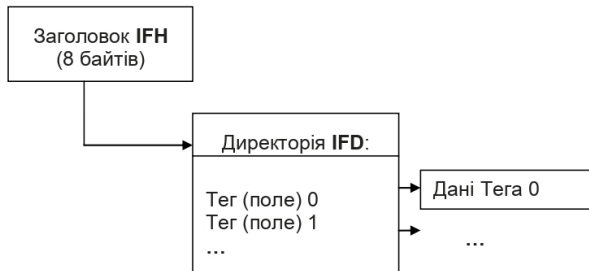 Заголовок IFH
(8 байтів)
Директорія IFD:
Тег (поле) 0
Тег (поле) 1
...
Дані Тега 0
...